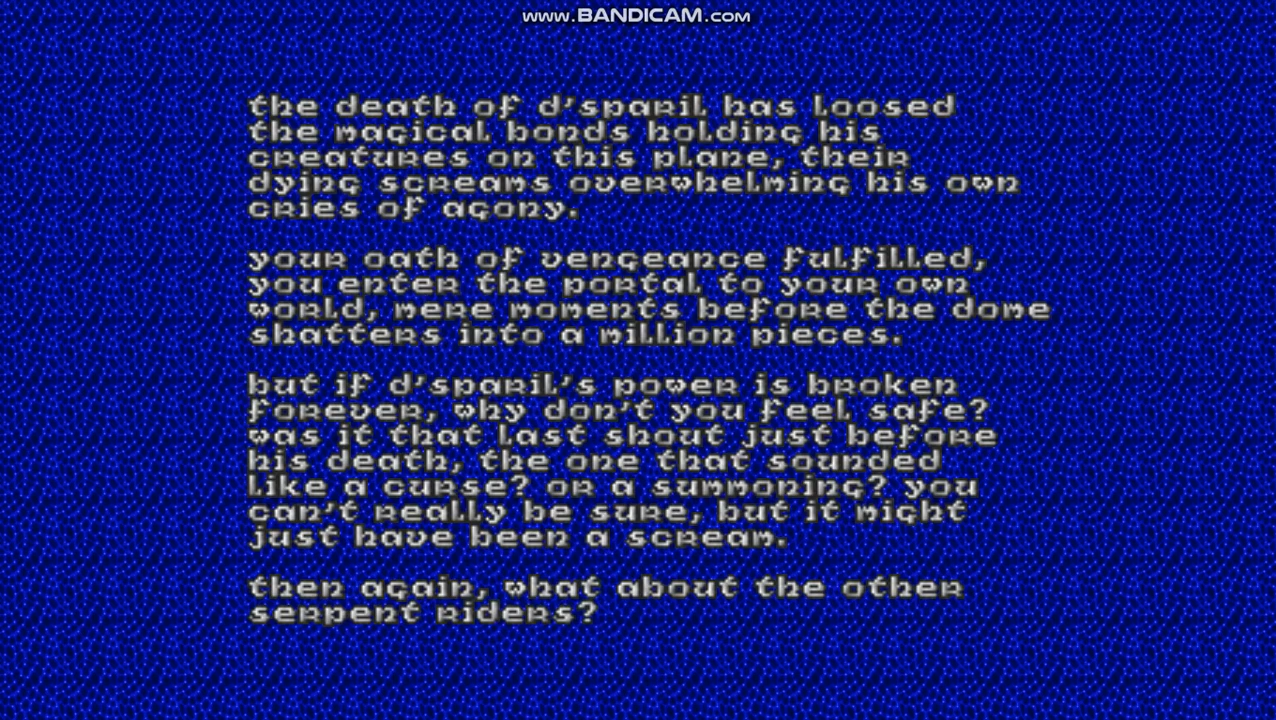 www.BANDICAM.com
the death of d'sparil has loosed
the magical bonds holding his
creatures on this plane, their
dying screams overwhelming his own
cries of agony.
your oath of vengeance fulfilled,
you enter the portal to your own
world, mere moments before the dome
shatters into a million pieces.
but if d'sparil's power is broken
forever, why don't you feel safe?
was it that last shout just before
his death, the one that sounded
like a curse? or a summoning? you
can't really be sure, but it might
just have been a scream.
then again, what about the other
serpent riders?